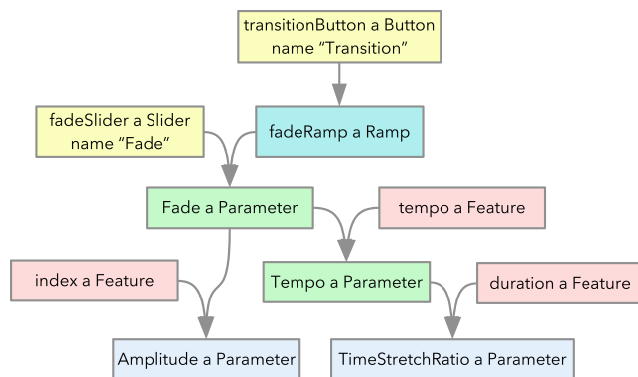 transitionButton a Button
name “Transition”
fadeSlider a Slider
name “Fade”
fadeRamp a Ramp
Fade a Parameter
tempo a Feature
index a Feature
Tempo a Parameter
duration a Feature
Amplitude a Parameter
TimeStretchRatio a Parameter